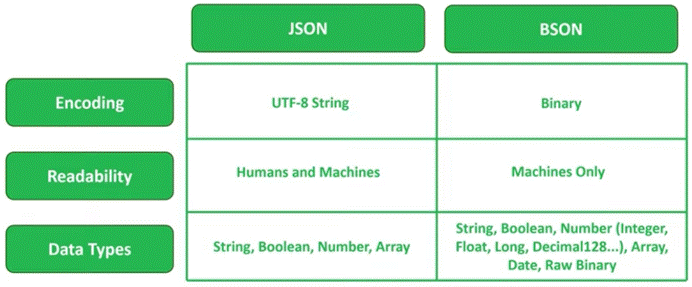 JSON
BSON
Encoding
UTF-8 String
Binary
Readability
Humans and Machines
Machines Only
Data Types
String, Boolean, Number, Array
String, Boolean, Number (Integer,
Float, Long, Decimal128...), Array,
Date, Raw Binary